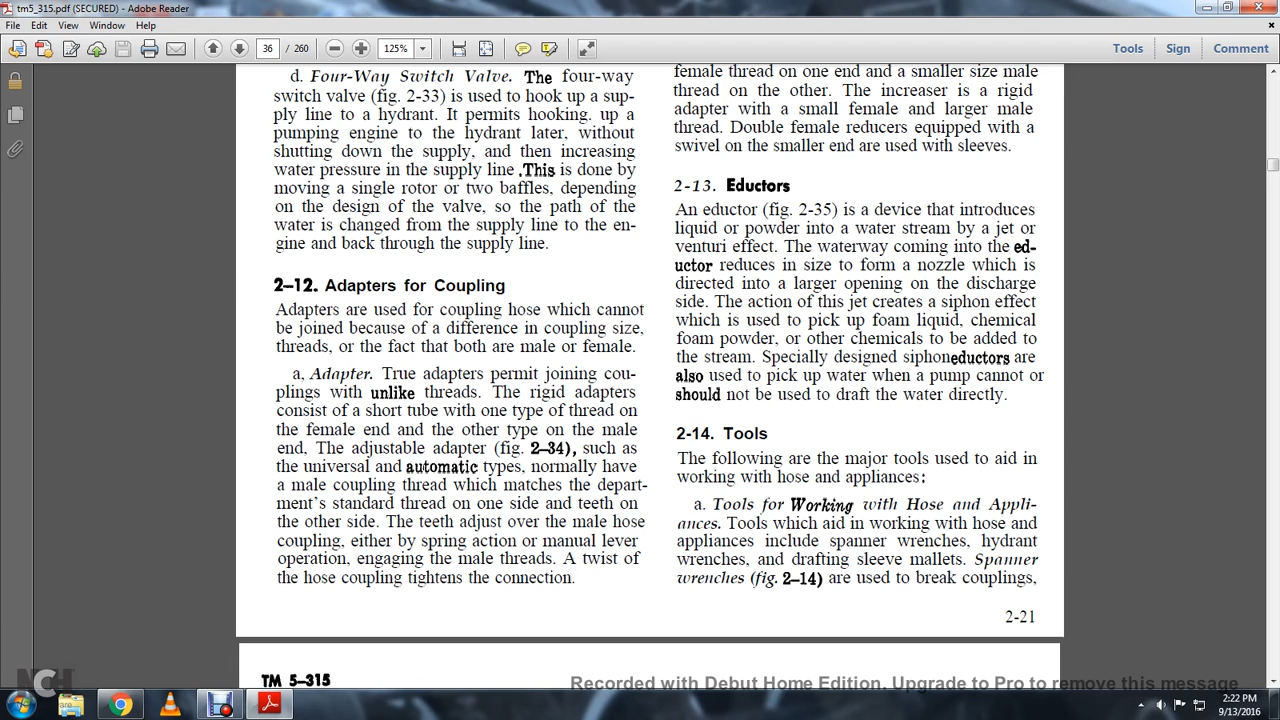 tm5_315.pdf (SECURED) - Adobe Reader
File Edit View Window Help
36 / 260 125% Tools Sign Comment
d. Four-Way Switch Valve. The four-way
switch valve (fig. 2-33) is used to hook up a sup-
ply line to a hydrant. It permits hooking. up a
pumping engine to the hydrant later, without
shutting down the supply, and then increasing
water pressure in the supply line .This is done by
moving a single rotor or two baffles, depending
on the design of the valve, so the path of the
water is changed from the supply line to the en-
gine and back through the supply line.
2-12. Adapters for Coupling
Adapters are used for coupling hose which cannot
be joined because of a difference in coupling size,
threads, or the fact that both are male or female.
a, Adapter. True adapters permit joining cou-
plings with unlike threads. The rigid adapters
consist of a short tube with one type of thread on
the female end and the other type on the male
end, The adjustable adapter (fig. 2-34), such as
the universal and automatic types, normally have
a male coupling thread which matches the depart-
ment's standard thread on one side and teeth on
the other side. The teeth adjust over the male hose
coupling, either by spring action or manual lever
operation, engaging the male threads. A twist of
the hose coupling tightens the connection.
female thread on one end and a smaller size male
thread on the other. The increaser is a rigid
adapter with a small female and larger male
thread. Double female reducers equipped with a
swivel on the smaller end are used with sleeves.
2-13. Eductors
An eductor (fig. 2-35) is a device that introduces
liquid or powder into a water stream by a jet or
venturi effect. The waterway coming into the ed-
uctor reduces in size to form a nozzle which is
directed into a larger opening on the discharge
side. The action of this jet creates a siphon effect
which is used to pick up foam liquid, chemical
foam powder, or other chemicals to be added to
the stream. Specially designed siphoneductors are
also used to pick up water when a pump cannot or
should not be used to draft the water directly.
2-14. Tools
The following are the major tools used to aid in
working with hose and appliances:
a. Tools for Working with Hose and Appli-
ances. Tools which aid in working with hose and
appliances include spanner wrenches, hydrant
wrenches, and drafting sleeve mallets. Spanner
wrenches (fig. 2-14) are used to break couplings,
2-21
TM 5-315
NCH
Recorded with Debut Home Edition. Upgrade to Pro to remove this message
2:22 PM
9/13/2016